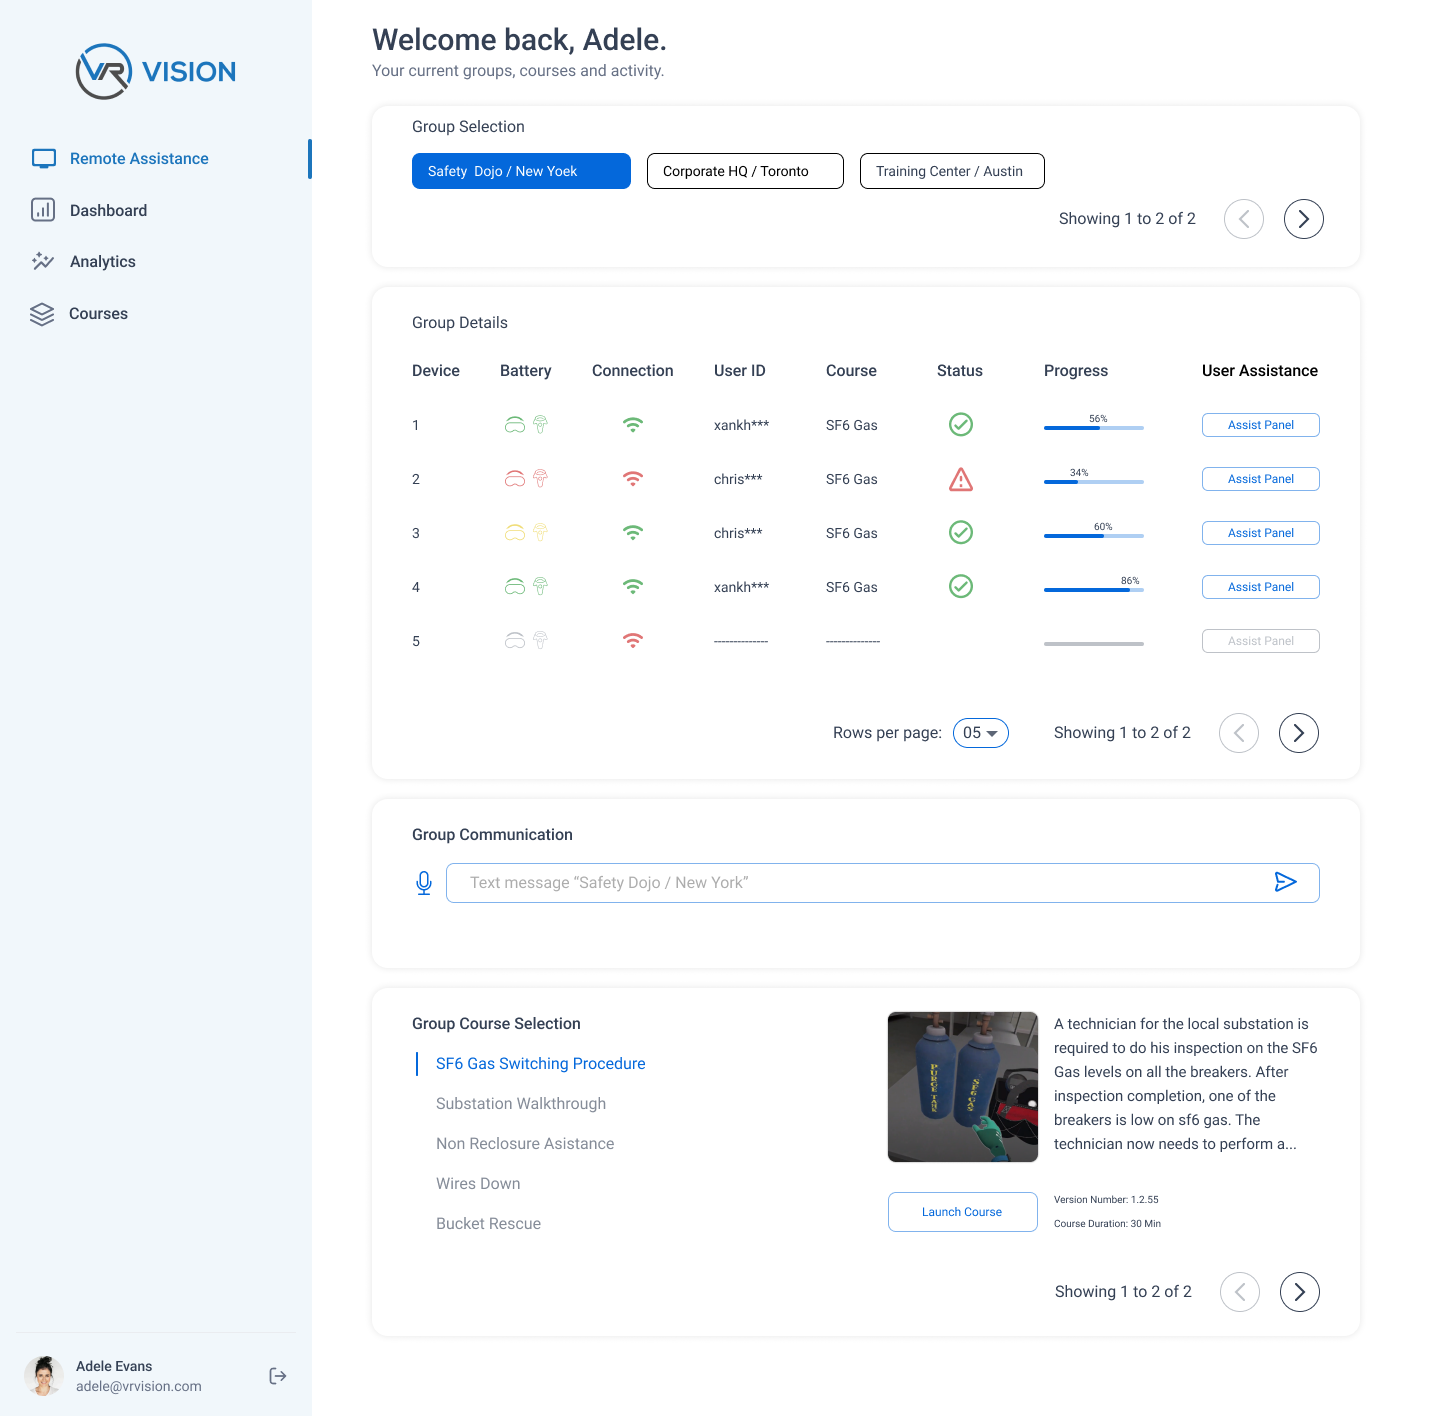 VR VISION
Remote Assistance
Dashboard
Analytics
Courses
Adele Evans
adele@vrvision.com
Welcome back, Adele.
Your current groups, courses and activity.
Group Selection
Safety  Dojo / New Yoek
Corporate HQ / Toronto
Training Center / Austin
Showing 1 to 2 of 2
Group Details
Device Battery Connection User ID Course Status Progress User Assistance
1 xankh*** SF6 Gas 56% Assist Panel
2 chris*** SF6 Gas 34% Assist Panel
3 chris*** SF6 Gas 60% Assist Panel
4 xankh*** SF6 Gas 86% Assist Panel
5 -------------- -------------- Assist Panel
Rows per page: 05 Showing 1 to 2 of 2
Group Communication
Text message “Safety Dojo / New York”
Group Course Selection
SF6 Gas Switching Procedure
Substation Walkthrough
Non Reclosure Asistance
Wires Down
Bucket Rescue
PURGE TANK
SF6 GAS
A technician for the local substation is
required to do his inspection on the SF6
Gas levels on all the breakers. After
inspection completion, one of the
breakers is low on sf6 gas. The
technician now needs to perform a...
Launch Course
Version Number: 1.2.55
Course Duration: 30 Min
Showing 1 to 2 of 2